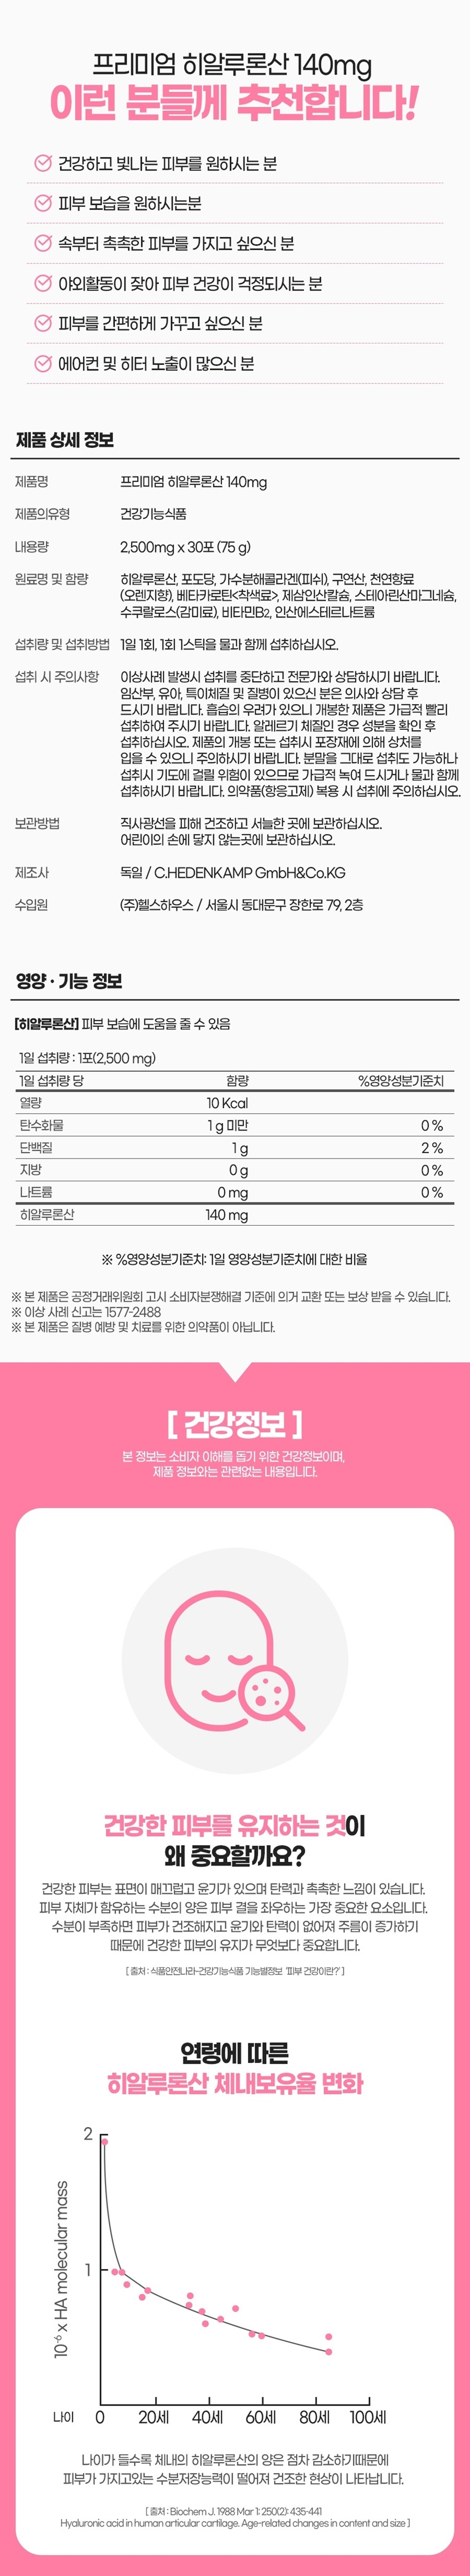 프리미엄 히알루론산 140mg
이런 분들께 추천합니다!
건강하고 빛나는 피부를 원하시는 분
피부 보습을 원하시는분
속부터 촉촉한 피부를 가지고 싶으신 분
야외활동이 잦아 피부 건강이 걱정되시는 분
피부를 간편하게 가꾸고 싶으신 분
에어컨 및 히터 노출이 많으신 분
제품 상세 정보
제품명 프리미엄 히알루론산 140mg
제품의유형 건강기능식품
내용량 2,500mg x 30포 (75 g)
원료명 및 함량 히알루론산, 포도당, 가수분해콜라겐(피쉬), 구연산, 천연향료
(오렌지향), 베타카로틴<착색료>, 제삼인산칼슘, 스테아린산마그네슘,
수크랄로스(감미료), 비타민B2, 인산에스테르나트륨
섭취량 및 섭취방법 1일 1회, 1회 1스틱을 물과 함께 섭취하십시오.
섭취 시 주의사항 이상사례 발생시 섭취를 중단하고 전문가와 상담하시기 바랍니다.
임산부, 유아, 특이체질 및 질병이 있으신 분은 의사와 상담 후
드시기 바랍니다. 흡습의 우려가 있으니 개봉한 제품은 가급적 빨리
섭취하여 주시기 바랍니다. 알레르기 체질인 경우 성분을 확인 후
섭취하십시오. 제품의 개봉 또는 섭취시 포장재에 의해 상처를
입을 수 있으니 주의하시기 바랍니다. 분말을 그대로 섭취도 가능하나
섭취시 기도에 걸릴 위험이 있으므로 가급적 녹여 드시거나 물과 함께
섭취하시기 바랍니다. 의약품(항응고제) 복용 시 섭취에 주의하십시오.
보관방법 직사광선을 피해 건조하고 서늘한 곳에 보관하십시오.
어린이의 손에 닿지 않는곳에 보관하십시오.
제조사 독일 / C.HEDENKAMP GmbH&Co.KG
수입원 (주)헬스하우스 / 서울시 동대문구 장한로 79, 2층
영양 · 기능 정보
[히알루론산] 피부 보습에 도움을 줄 수 있음
1일 섭취량 : 1포(2,500 mg)
1일 섭취량 당 함량 %영양성분기준치
열량 10 Kcal
탄수화물 1 g 미만 0 %
단백질 1 g 2 %
지방 0 g 0 %
나트륨 0 mg 0 %
히알루론산 140 mg
※ %영양성분기준치: 1일 영양성분기준치에 대한 비율
※ 본 제품은 공정거래위원회 고시 소비자분쟁해결 기준에 의거 교환 또는 보상 받을 수 있습니다.
※ 이상 사례 신고는 1577-2488
※ 본 제품은 질병 예방 및 치료를 위한 의약품이 아닙니다.
[ 건강정보 ]
본 정보는 소비자 이해를 돕기 위한 건강정보이며,
제품 정보와는 관련없는 내용입니다.
건강한 피부를 유지하는 것이
왜 중요할까요?
건강한 피부는 표면이 매끄럽고 윤기가 있으며 탄력과 촉촉한 느낌이 있습니다.
피부 자체가 함유하는 수분의 양은 피부 결을 좌우하는 가장 중요한 요소입니다.
수분이 부족하면 피부가 건조해지고 윤기와 탄력이 없어져 주름이 증가하기
때문에 건강한 피부의 유지가 무엇보다 중요합니다.
[ 출처 : 식품안전나라-건강기능식품 기능별정보 '피부 건강이란?' ]
연령에 따른
히알루론산 체내보유율 변화
2
1
10⁻⁶ x HA molecular mass
나이 0 20세 40세 60세 80세 100세
나이가 들수록 체내의 히알루론산의 양은 점차 감소하기때문에
피부가 가지고있는 수분저장능력이 떨어져 건조한 현상이 나타납니다.
[ 출처 : Biochem J. 1988 Mar 1; 250(2): 435-441
Hyaluronic acid in human articular cartilage. Age-related changes in content and size ]